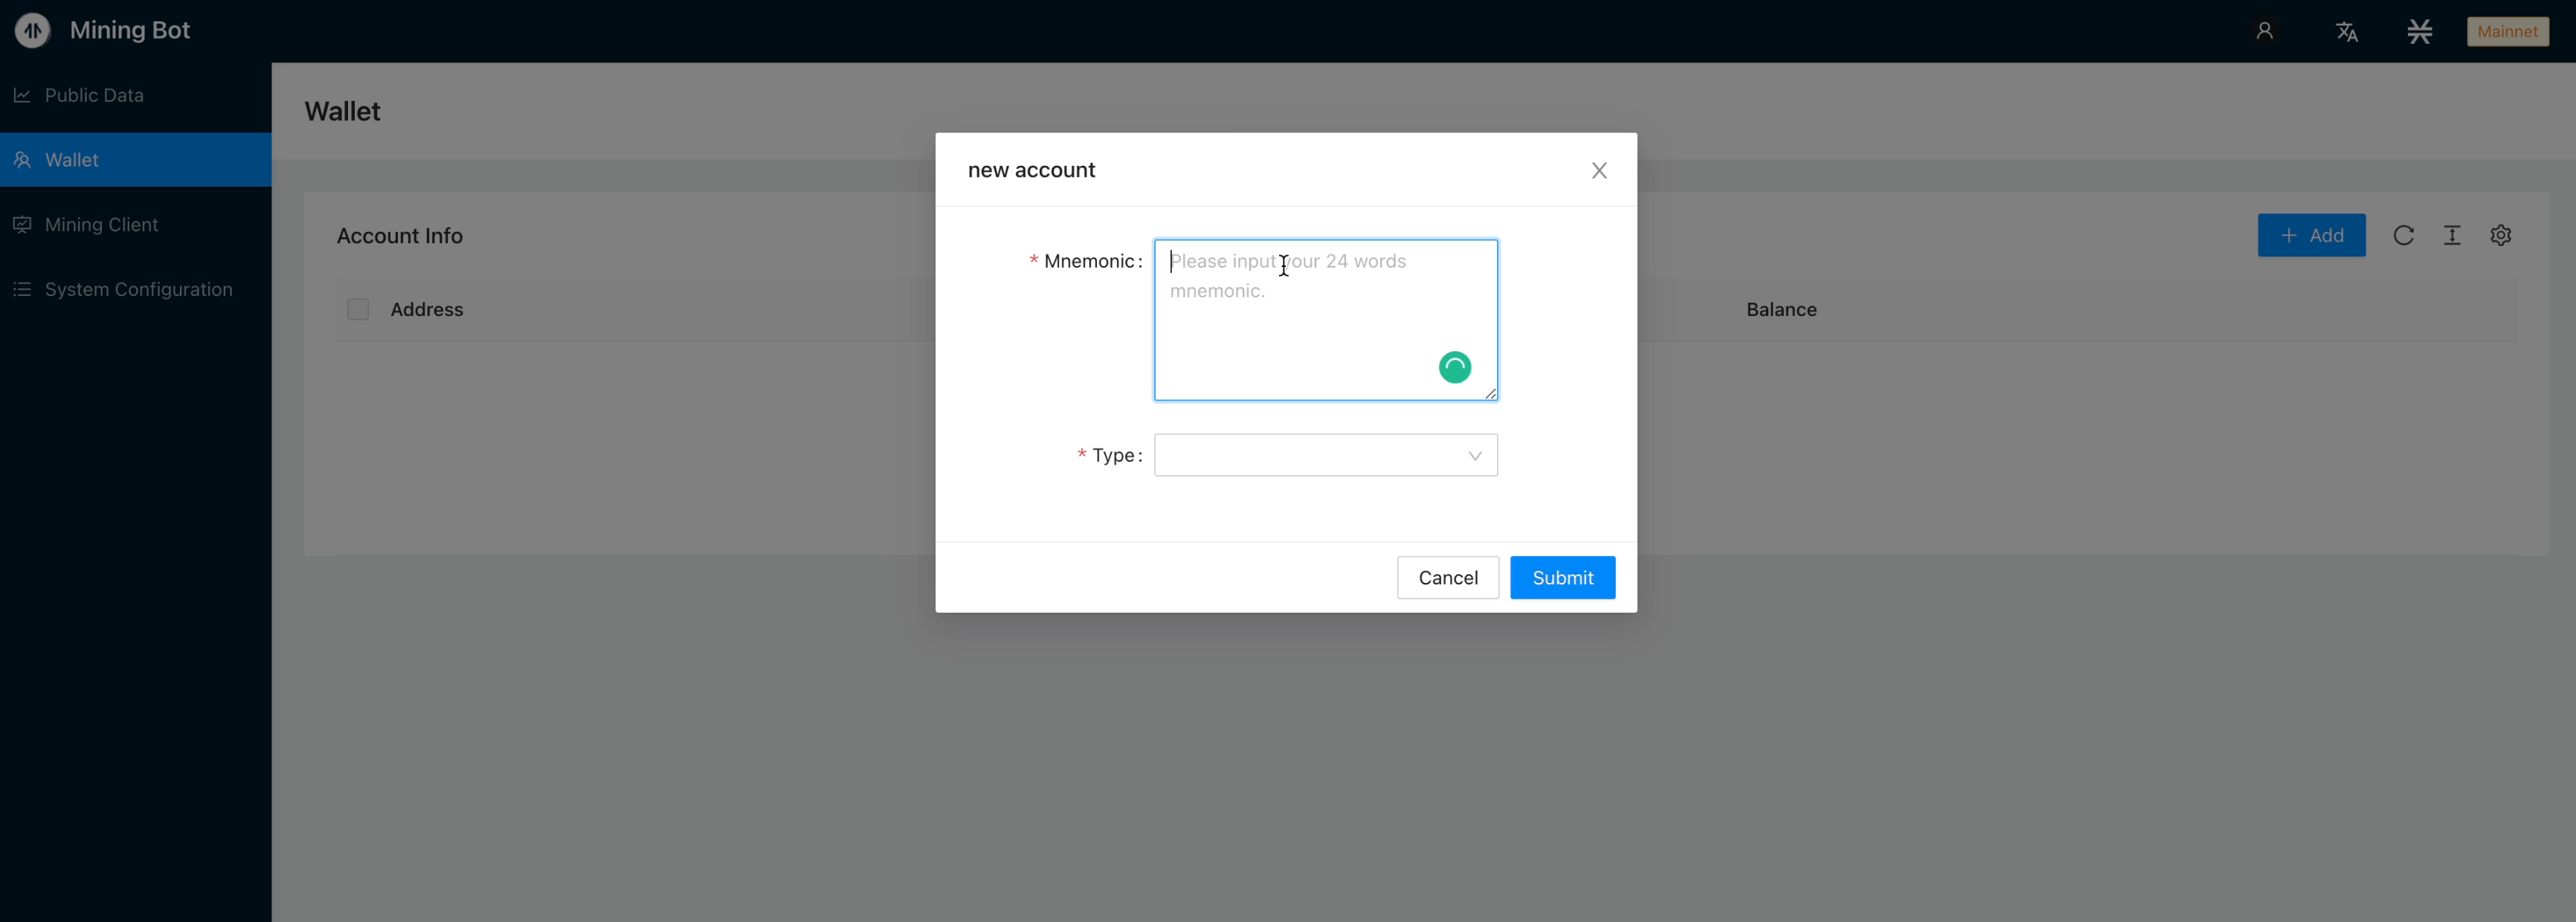 Mining Bot
Mainnet
Public Data
Wallet
Mining Client
System Configuration
Wallet
Account Info
Add
Address
Balance
new account
* Mnemonic:
Please input your 24 words
mnemonic.
* Type:
Cancel
Submit